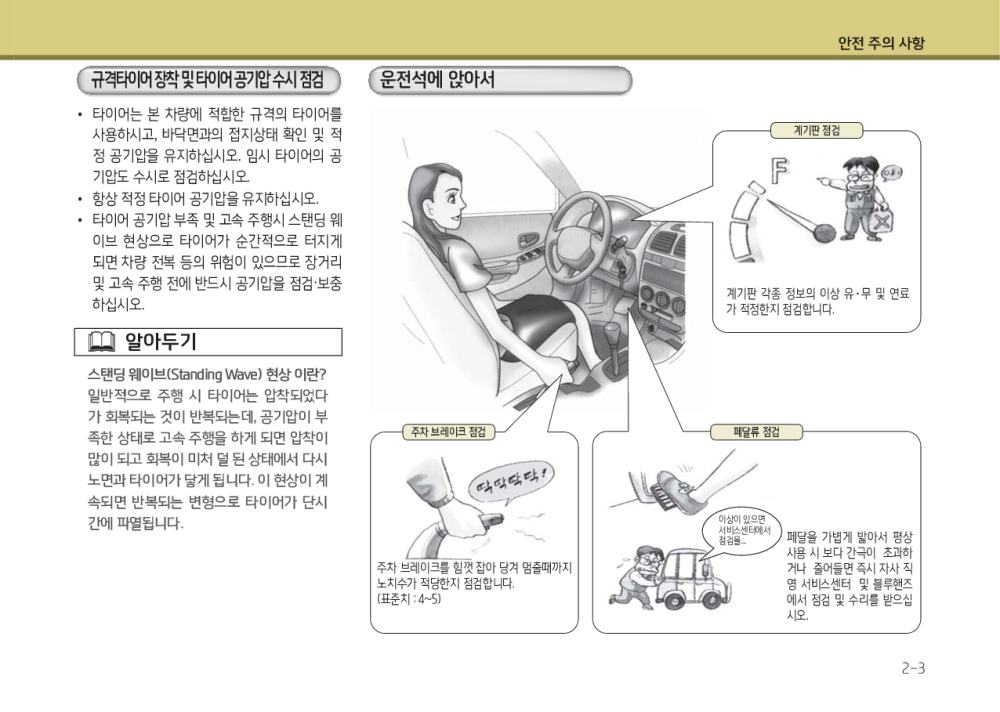 안전 주의 사항
규격타이어 장착 및 타이어 공기압 수시 점검
• 타이어는 본 차량에 적합한 규격의 타이어를
사용하시고, 바닥면과의 접지상태 확인 및 적
정 공기압을 유지하십시오. 임시 타이어의 공
기압도 수시로 점검하십시오.
• 항상 적정 타이어 공기압을 유지하십시오.
• 타이어 공기압 부족 및 고속 주행시 스탠딩 웨
이브 현상으로 타이어가 순간적으로 터지게
되면 차량 전복 등의 위험이 있으므로 장거리
및 고속 주행 전에 반드시 공기압을 점검·보충
하십시오.
알아두기
스탠딩 웨이브(Standing Wave) 현상 이란?
일반적으로 주행 시 타이어는 압착되었다
가 회복되는 것이 반복되는데, 공기압이 부
족한 상태로 고속 주행을 하게 되면 압착이
많이 되고 회복이 미처 덜 된 상태에서 다시
노면과 타이어가 닿게 됩니다. 이 현상이 계
속되면 반복되는 변형으로 타이어가 단시
간에 파열됩니다.
운전석에 앉아서
계기판 점검
F
계기판 각종 정보의 이상 유·무 및 연료
가 적정한지 점검합니다.
주차 브레이크 점검
딱딱딱딱!
주차 브레이크를 힘껏 잡아 당겨 멈출때까지
노치수가 적당한지 점검합니다.
(표준치 : 4~5)
페달류 점검
이상이 있으면
서비스센터에서
점검을...
페달을 가볍게 밟아서 평상
사용 시 보다 간극이 초과하
거나 줄어들면 즉시 자사 직
영 서비스센터 및 블루핸즈
에서 점검 및 수리를 받으십
시오.
2-3